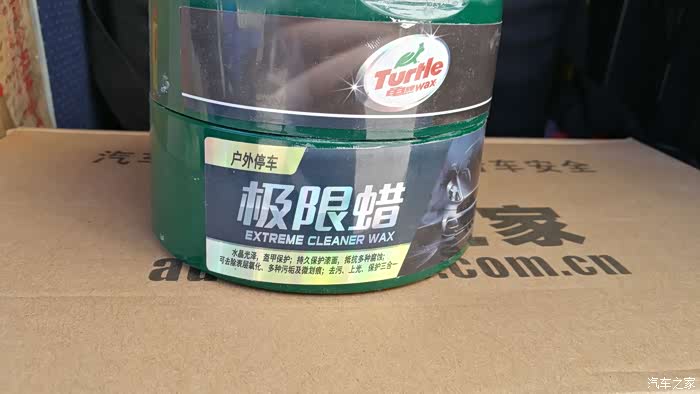 Turtle
龟牌 wax
户外停车
极限蜡
EXTREME CLEANER WAX
水晶光泽，盔甲保护；持久保护漆面，抵抗多种腐蚀；
可去除表层氧化、多种污垢及微划痕；去污、上光、保护三合一
汽车
车安全
之家
au
.com.cn
汽车之家